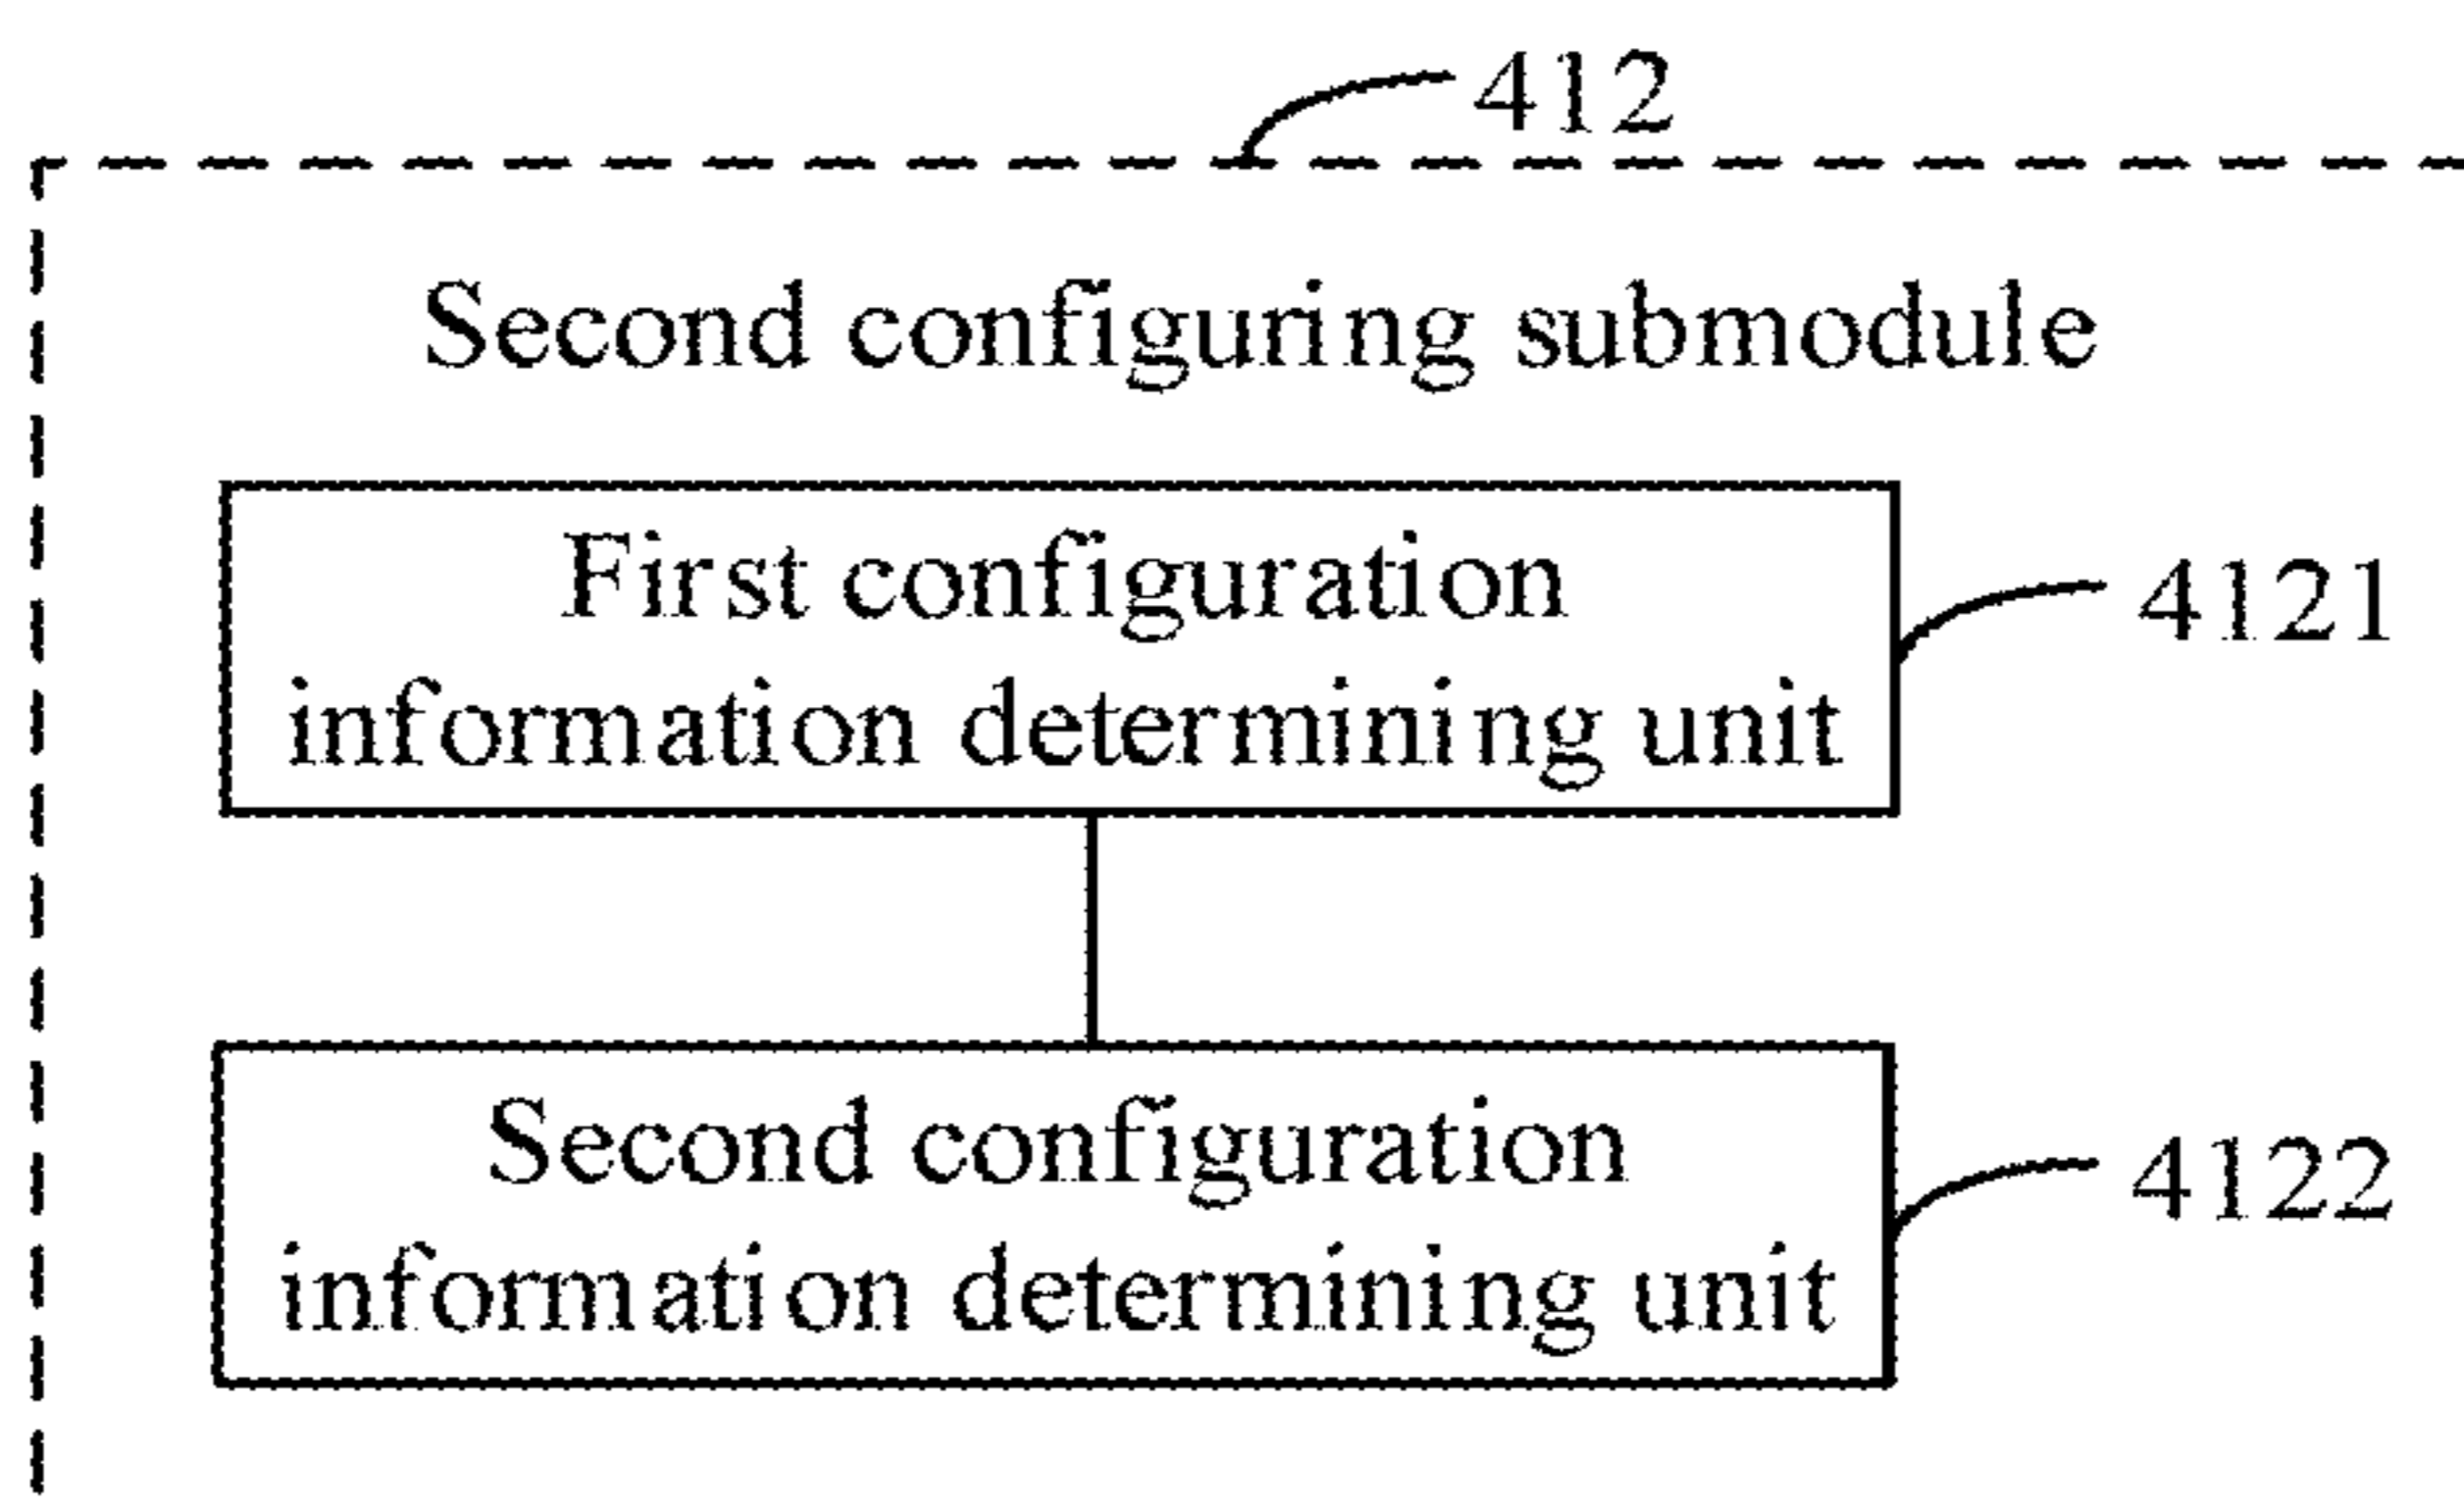 412
Second configuring submodule
First configuration
information determining unit
4121
Second configuration
information determining unit
4122